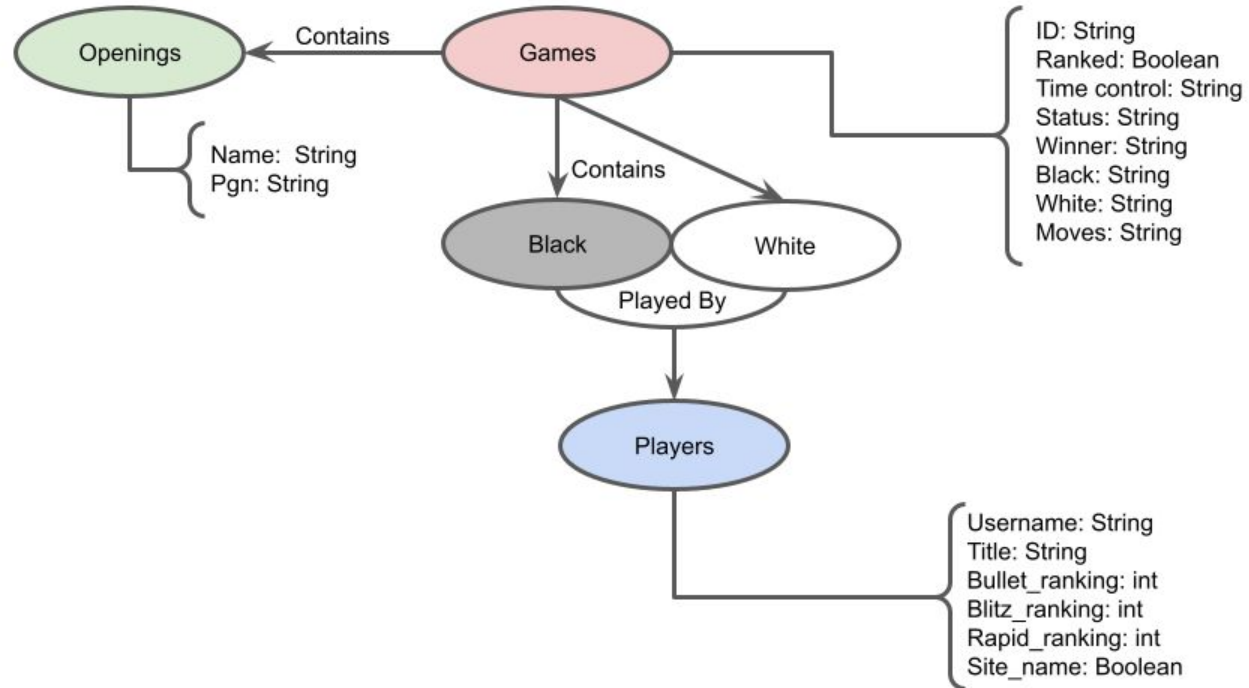 Openings
Contains
Games
ID: String
Ranked: Boolean
Time control: String
Status: String
Winner: String
Black: String
White: String
Moves: String
Name:  String
Pgn: String
Contains
Black
White
Played By
Players
Username: String
Title: String
Bullet_ranking: int
Blitz_ranking: int
Rapid_ranking: int
Site_name: Boolean